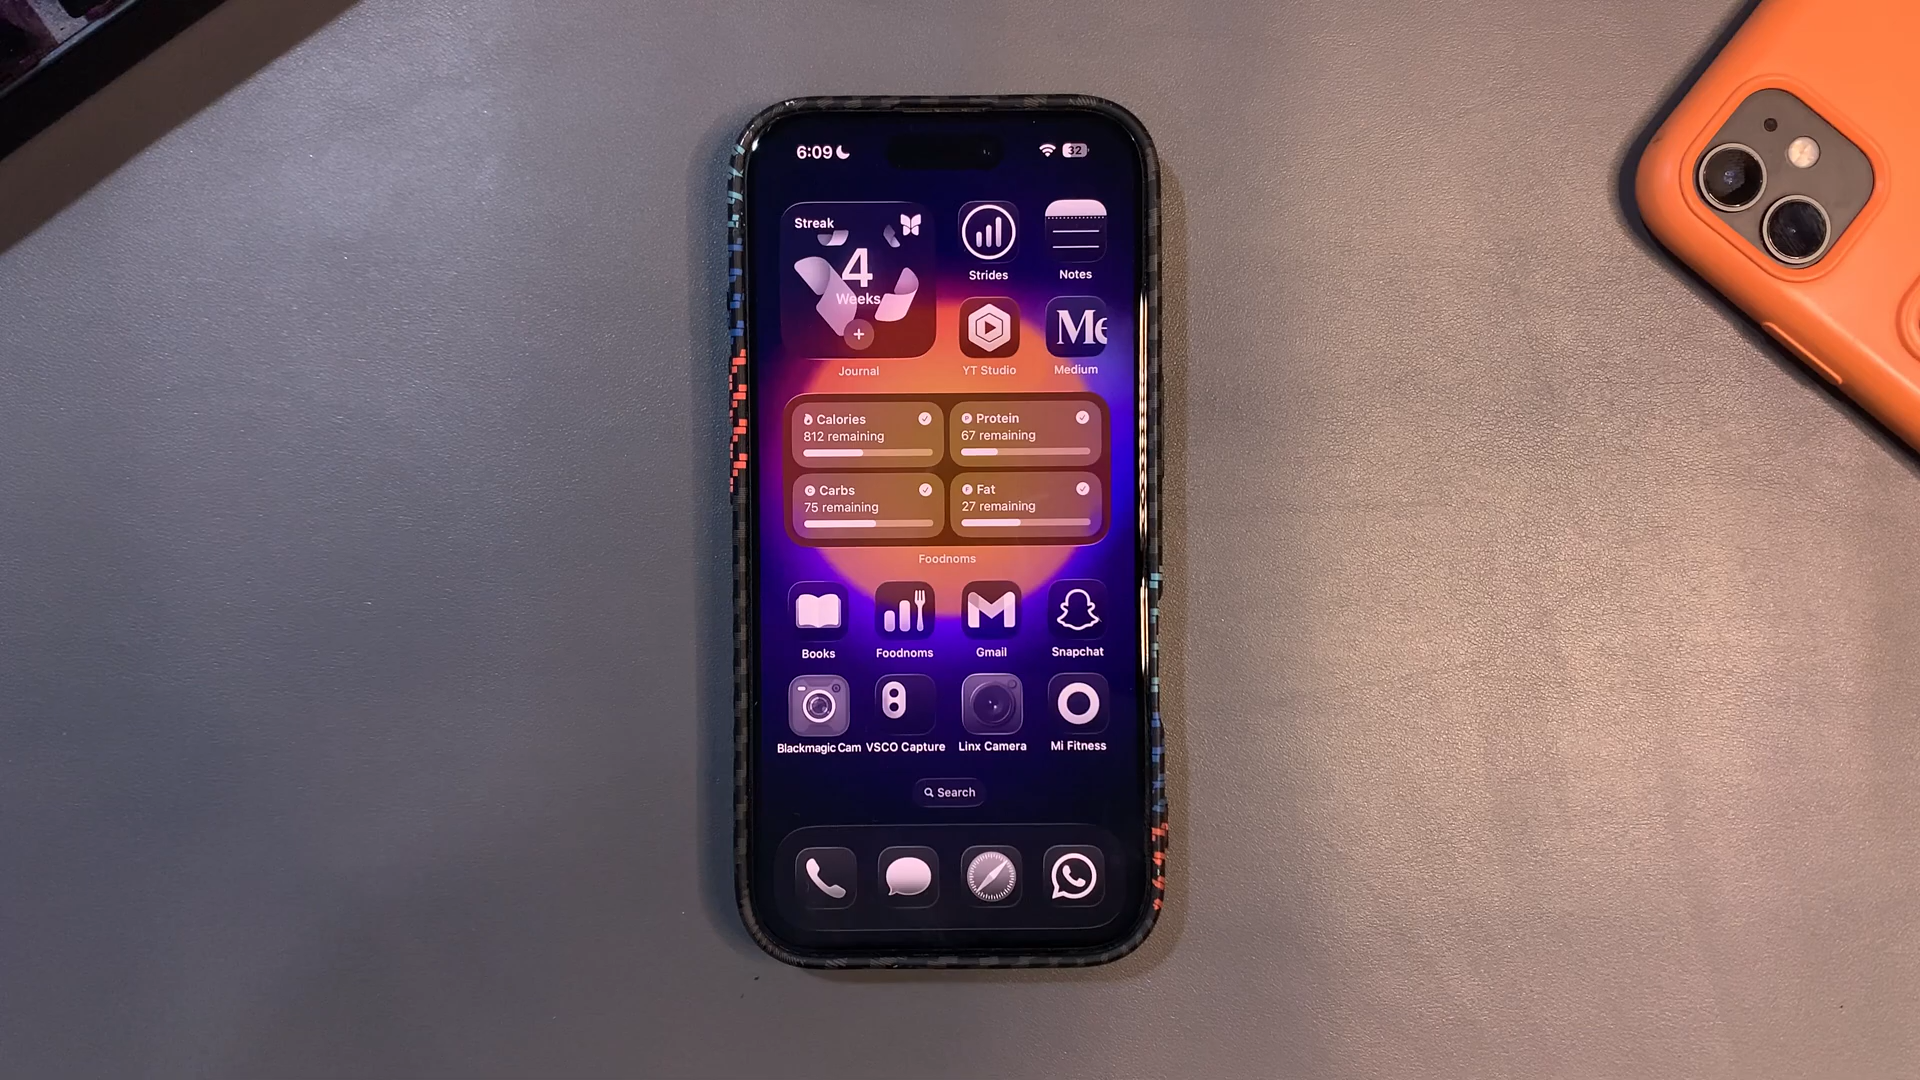 6:09
32
Streak
4
Weeks
+
Journal
Strides
Notes
YT Studio
Me
Medium
Calories
812 remaining
P Protein
67 remaining
C Carbs
75 remaining
F Fat
27 remaining
Foodnoms
Books
Foodnoms
Gmail
Snapchat
Blackmagic Cam
VSCO Capture
Linx Camera
Mi Fitness
Search